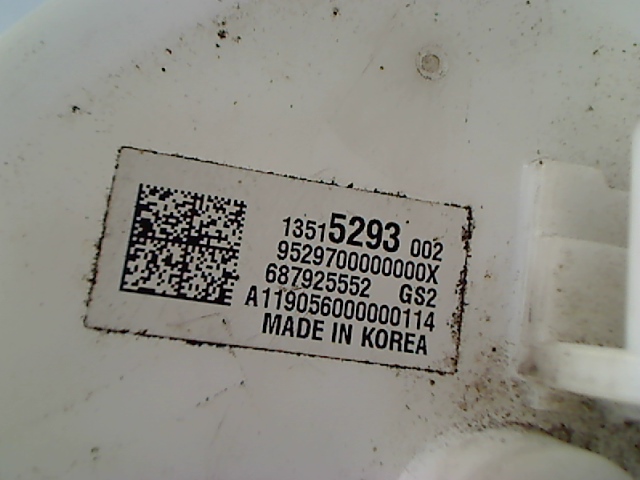 13515293 002
9529700000000X
687925552 GS2
A119056000000114
MADE IN KOREA